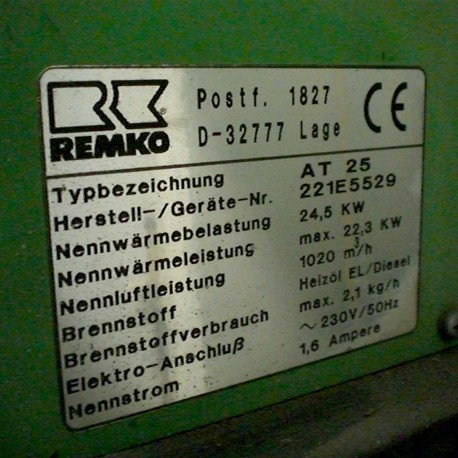 REMKO
Postf. 1827
D-32777 Lage
CE
Typbezeichnung AT 25
Herstell-/Geräte-Nr. 221E5529
Nennwärmebelastung 24,5 KW
Nennwärmeleistung max. 22,3 KW
Nennluftleistung 1020 m³/h
Brennstoff Heizöl EL/Diesel
Brennstoffverbrauch max. 2,1 kg/h
Elektro-Anschluß ~230V/50Hz
Nennstrom 1,6 Ampere